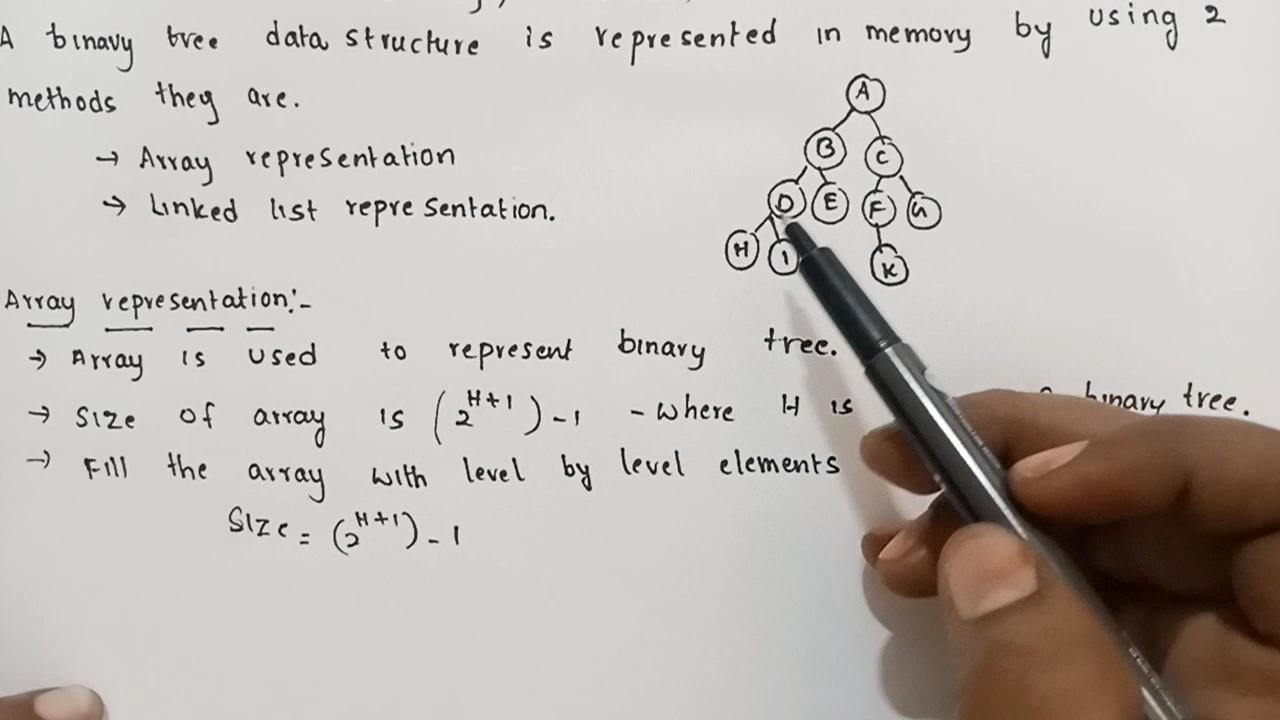 A binavy tree data structure is represented in memory by using 2
methods they are.
→ Array representation
→ Linked list representation.
A
B C
D E F G
H I K
Array representation:-
→ Array is used to represent binary tree.
→ Size of array is (2^H+1) - 1 - where H is binary tree.
→ Fill the array with level by level elements
Size = (2^H+1) - 1